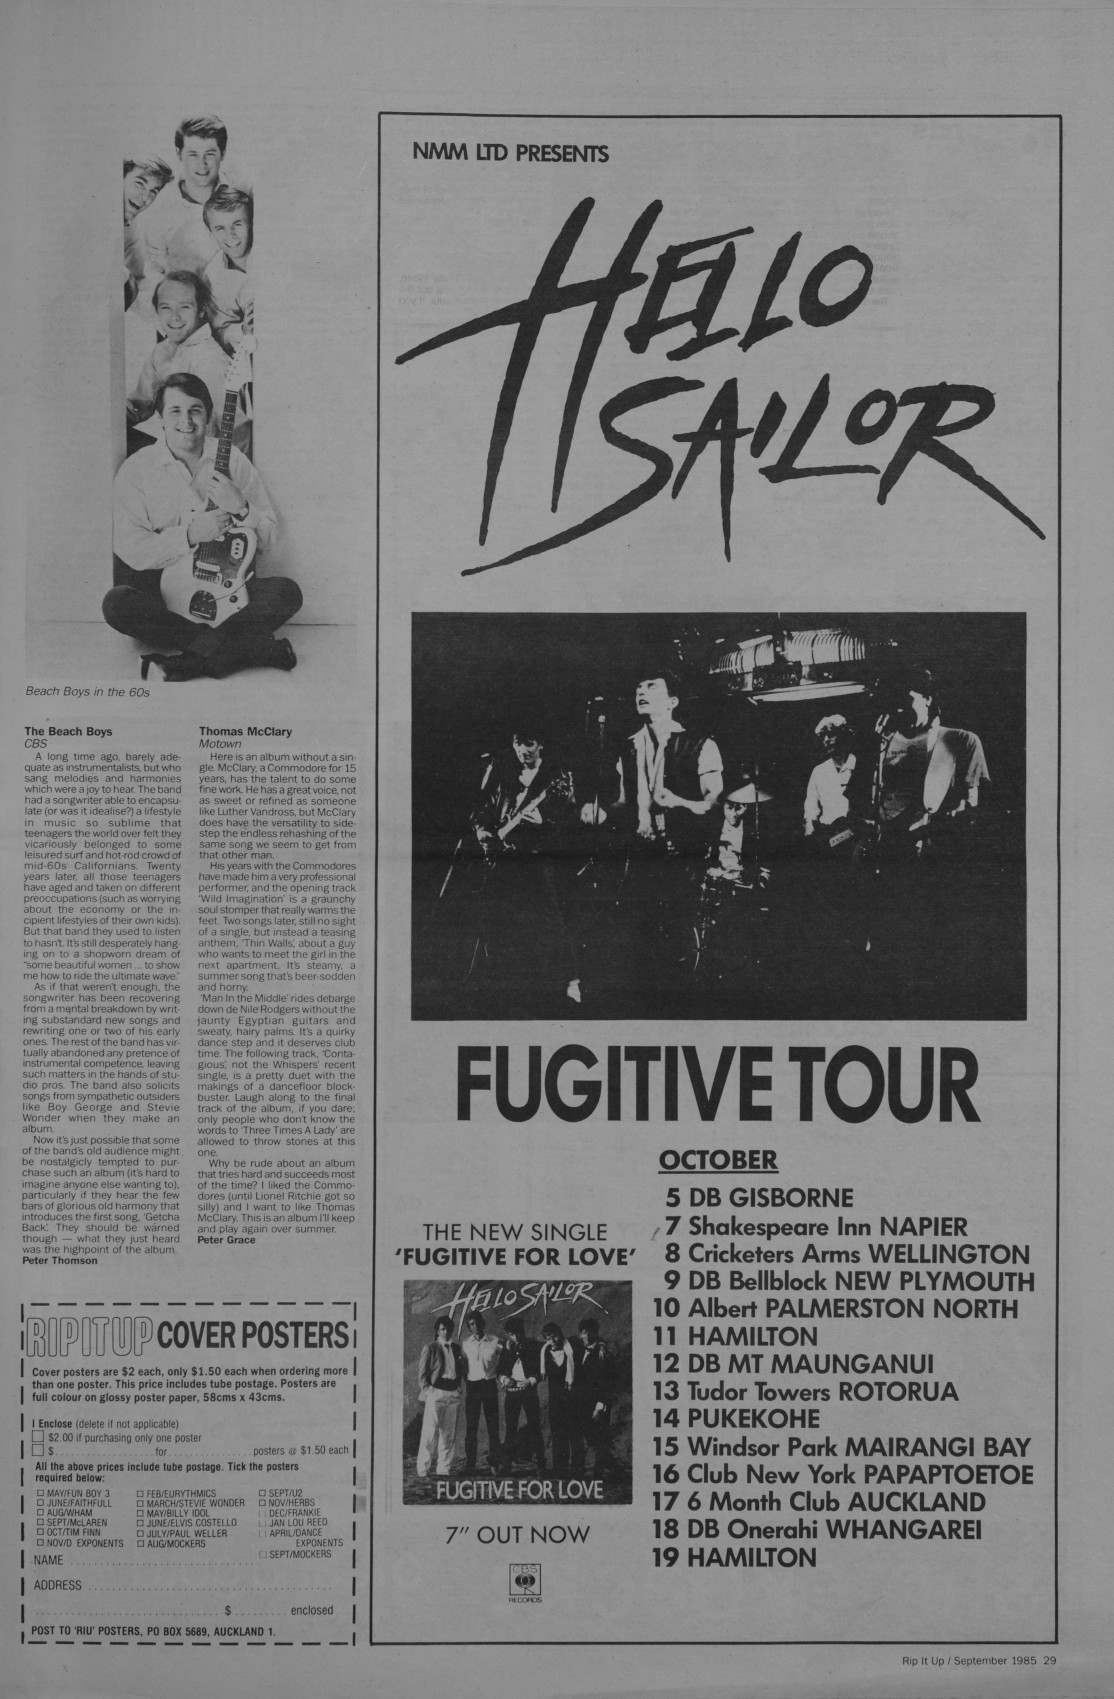 Beach Boys in the 60s
The Beach Boys
CBS
A long time ago, barely ade-
quate as instrumentalists, but who
sang melodies and harmonies
which were a joy to hear. The band
had a songwriter able to encapsu-
late (or was it idealise?) a lifestyle
in music so sublime that
teenagers the world over felt they
vicariously belonged to some
leisured surf and hot-rod crowd of
mid-60s Californians. Twenty
years later, all those teenagers
have aged and taken on different
preoccupations (such as worrying
about the economy or the in-
cipient lifestyles of their own kids).
But that band they used to listen
to hasn't. It's still desperately hang-
ing on to a shopworn dream of
"some beautiful women ... to show
me how to ride the ultimate wave."
As if that weren't enough, the
songwriter has been recovering
from a mental breakdown by writ-
ing substandard new songs and
rewriting one or two of his early
ones. The rest of the band has vir-
tually abandoned any pretence of
instrumental competence, leaving
such matters in the hands of stu-
dio pros. The band also solicits
songs from sympathetic outsiders
like Boy George and Stevie
Wonder when they make an
album.
Now it's just possible that some
of the band's old audience might
be nostalgicly tempted to pur-
chase such an album (it's hard to
imagine anyone else wanting to),
particularly if they hear the few
bars of glorious old harmony that
introduces the first song, 'Getcha
Back'. They should be warned
though — what they just heard
was the highpoint of the album.
Peter Thomson
Thomas McClary
Motown
Here is an album without a sin-
gle. McClary, a Commodore for 15
years, has the talent to do some
fine work. He has a great voice, not
as sweet or refined as someone
like Luther Vandross, but McClary
does have the versatility to side-
step the endless rehashing of the
same song we seem to get from
that other man.
His years with the Commodores
have made him a very professional
performer, and the opening track
'Wild Imagination' is a graunchy
soul stomper that really warms the
feet. Two songs later, still no sight
of a single, but instead a teasing
anthem, 'Thin Walls', about a guy
who wants to meet the girl in the
next apartment. It's steamy, a
summer song that's beer-sodden
and horny.
'Man In the Middle' rides debarge
down de Nile Rodgers without the
jaunty Egyptian guitars and
sweaty, hairy palms. It's a quirky
dance step and it deserves club
time. The following track, 'Conta-
gious', not the Whispers' recent
single, is a pretty duet with the
makings of a dancefloor block-
buster. Laugh along to the final
track of the album, if you dare;
only people who don't know the
words to 'Three Times A Lady' are
allowed to throw stones at this
one.
Why be rude about an album
that tries hard and succeeds most
of the time? I liked the Commo-
dores (until Lionel Ritchie got so
silly) and I want to like Thomas
McClary. This is an album I'll keep
and play again over summer.
Peter Grace
RIP IT UP COVER POSTERS
Cover posters are $2 each, only $1.50 each when ordering more
than one poster. This price includes tube postage. Posters are
full colour on glossy poster paper, 58cms x 43cms.
I Enclose (delete if not applicable)
$2.00 if purchasing only one poster
$ for posters @ $1.50 each
All the above prices include tube postage. Tick the posters
required below:
MAY/FUN BOY 3
JUNE/FAITHFULL
AUG/WHAM
SEPT/McLAREN
OCT/TIM FINN
NOV/D EXPONENTS
FEB/EURYTHMICS
MARCH/STEVIE WONDER
MAY/BILLY IDOL
JUNE/ELVIS COSTELLO
JULY/PAUL WELLER
AUG/MOCKERS
SEPT/U2
NOV/HERBS
DEC/FRANKIE
JAN LOU REED
APRIL/DANCE
EXPONENTS
SEPT/MOCKERS
NAME
ADDRESS
$ enclosed
POST TO 'RIU' POSTERS, PO BOX 5689, AUCKLAND 1.
NMM LTD PRESENTS
HELLO
SAILOR
FUGITIVE TOUR
THE NEW SINGLE
'FUGITIVE FOR LOVE'
HELLO SAILOR
FUGITIVE FOR LOVE
7" OUT NOW
CBS
RECORDS
OCTOBER
5 DB GISBORNE
7 Shakespeare Inn NAPIER
8 Cricketers Arms WELLINGTON
9 DB Bellblock NEW PLYMOUTH
10 Albert PALMERSTON NORTH
11 HAMILTON
12 DB MT MAUNGANUI
13 Tudor Towers ROTORUA
14 PUKEKOHE
15 Windsor Park MAIRANGI BAY
16 Club New York PAPAPTOETOE
17 6 Month Club AUCKLAND
18 DB Onerahi WHANGAREI
19 HAMILTON
Rip It Up / September 1985 29